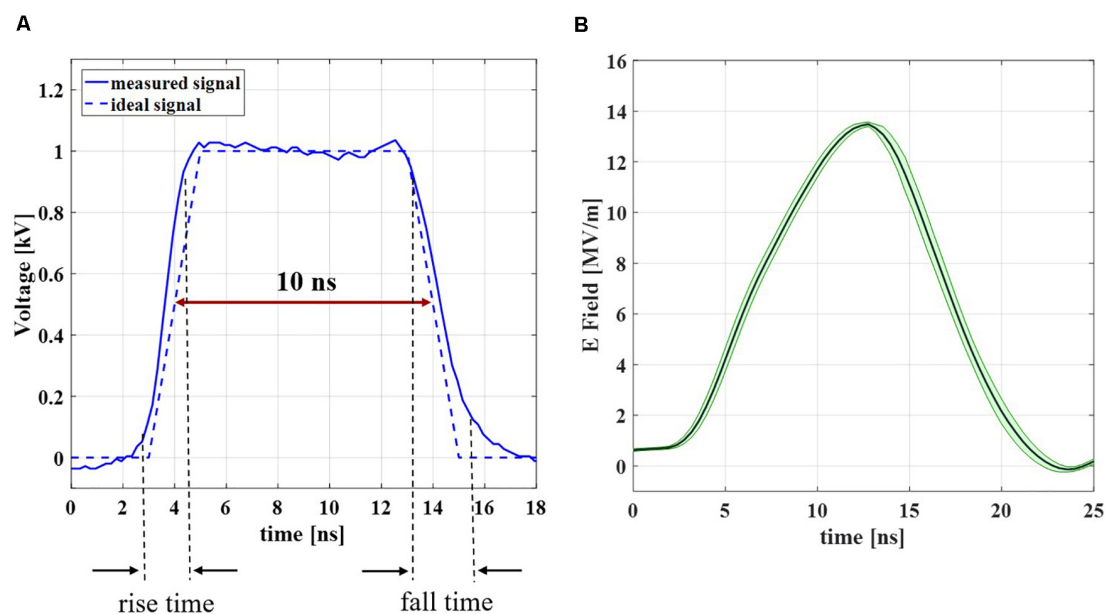 A
measured signal
ideal signal
Voltage [kV]
1.2
1
0.8
0.6
0.4
0.2
0
10 ns
0 2 4 6 8 10 12 14 16 18
time [ns]
rise time
fall time
B
E Field [MV/m]
16
14
12
10
8
6
4
2
0
0 5 10 15 20 25
time [ns]